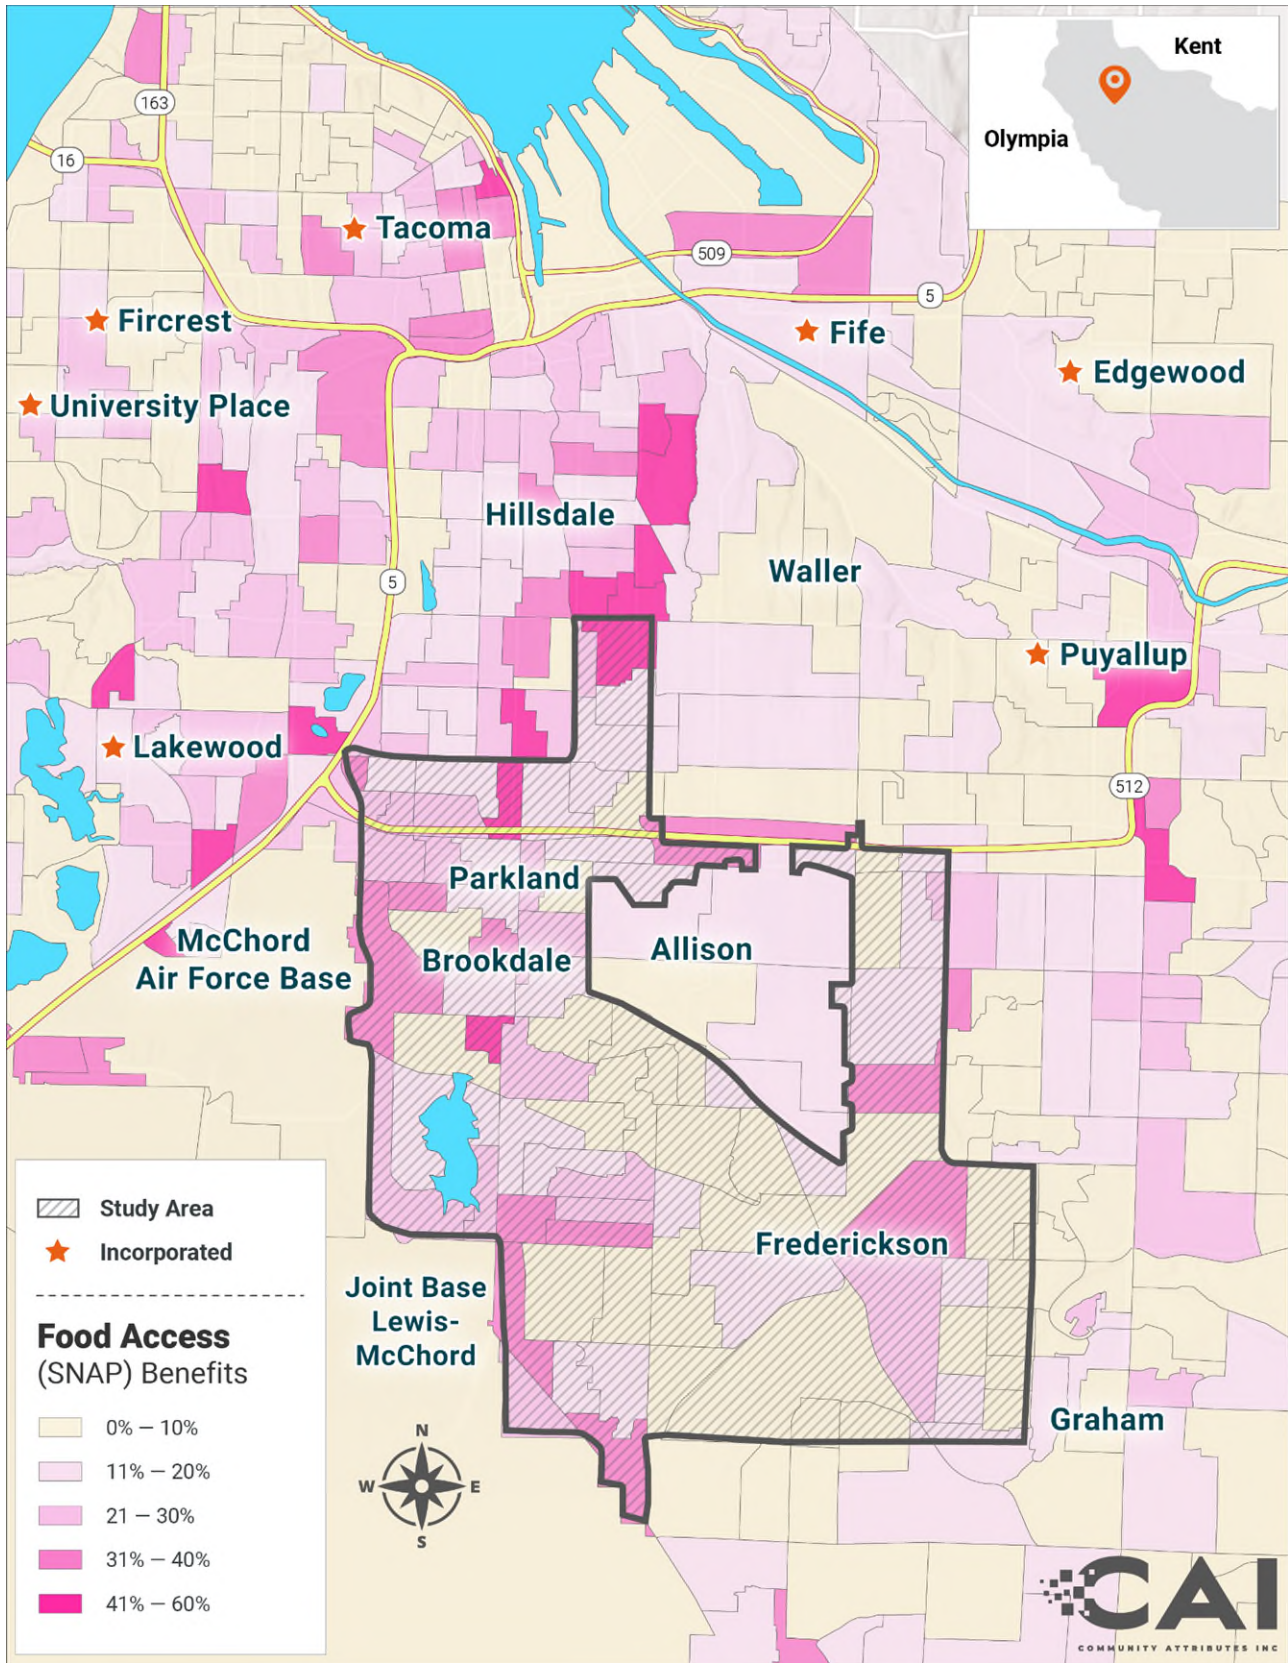 Kent
Olympia
163
16
Tacoma
509
5
Fircrest
Fife
Edgewood
University Place
Hillsdale
Waller
5
Puyallup
Lakewood
512
Parkland
McChord
Air Force Base
Brookdale
Allison
Frederickson
Joint Base
Lewis-
McChord
Graham
Study Area
Incorporated
Food Access
(SNAP) Benefits
0% — 10%
11% — 20%
21 — 30%
31% — 40%
41% — 60%
N
W
E
S
CAI
COMMUNITY ATTRIBUTES INC